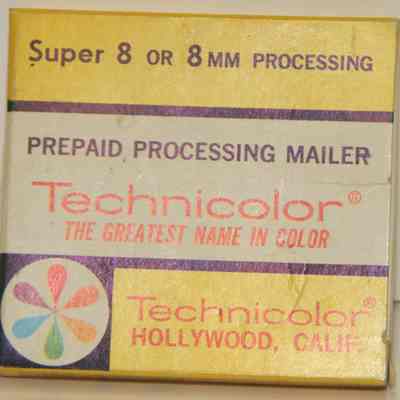 Super 8 OR 8MM PROCESSING
PREPAID PROCESSING MAILER
Technicolor®
THE GREATEST NAME IN COLOR
Technicolor®
HOLLYWOOD, CALIF.